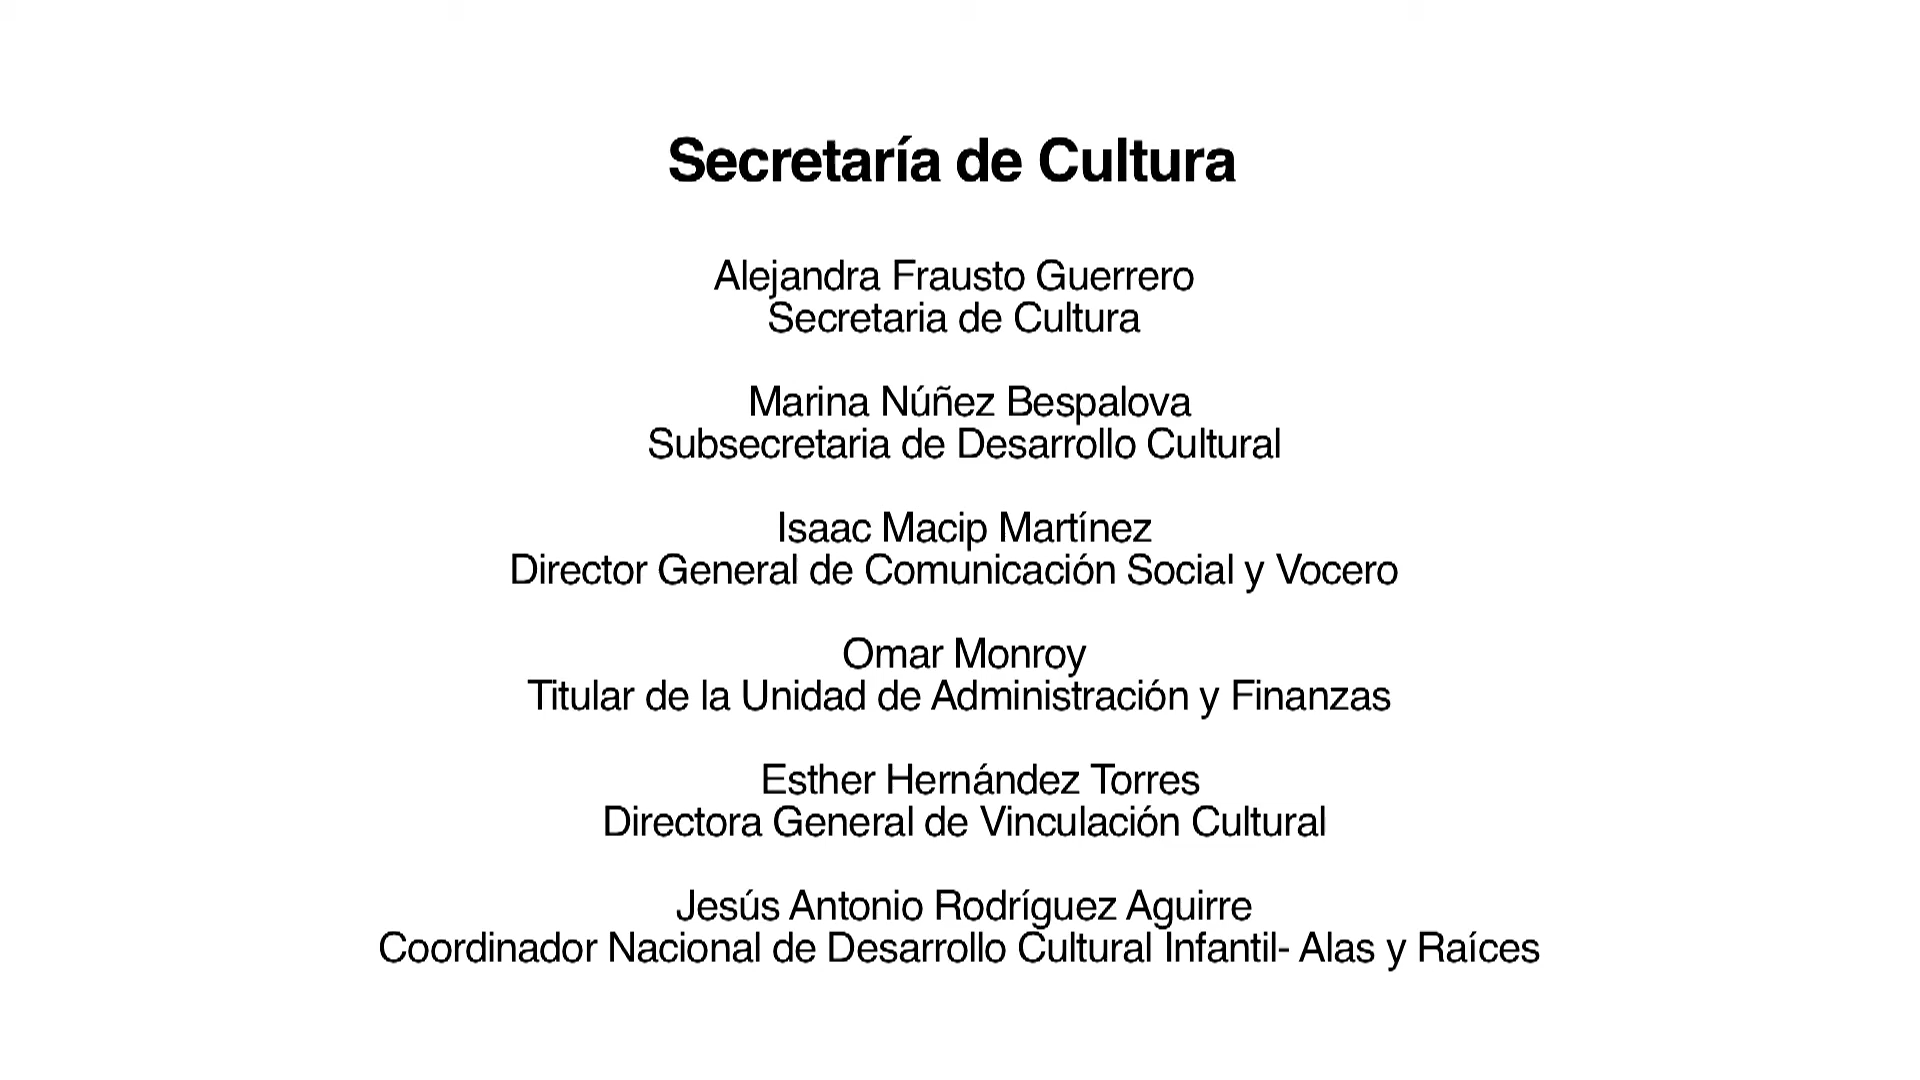 Secretaría de Cultura
Alejandra Frausto Guerrero
Secretaria de Cultura
Marina Núñez Bespalova
Subsecretaria de Desarrollo Cultural
Isaac Macip Martínez
Director General de Comunicación Social y Vocero
Omar Monroy
Titular de la Unidad de Administración y Finanzas
Esther Hernández Torres
Directora General de Vinculación Cultural
Jesús Antonio Rodríguez Aguirre
Coordinador Nacional de Desarrollo Cultural Infantil- Alas y Raíces